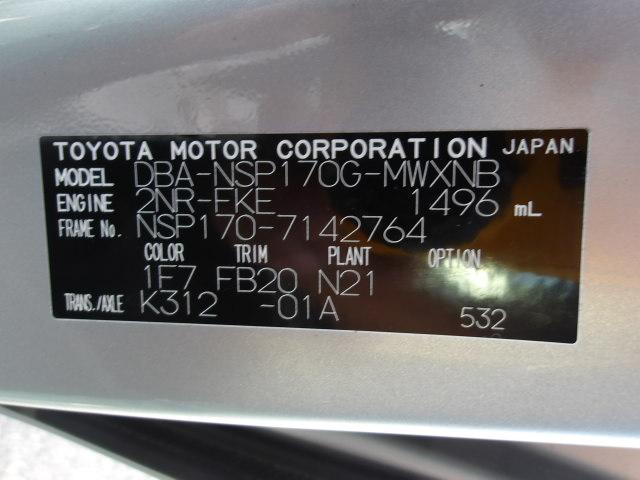 TOYOTA MOTOR CORPORATION JAPAN
MODEL DBA-NSP170G-MWXNB
ENGINE 2NR-FKE 1496 mL
FRAME No. NSP170-7142764
COLOR TRIM PLANT OPTION
1F7 FB20 N21
TRANS./AXLE K312 -01A 532